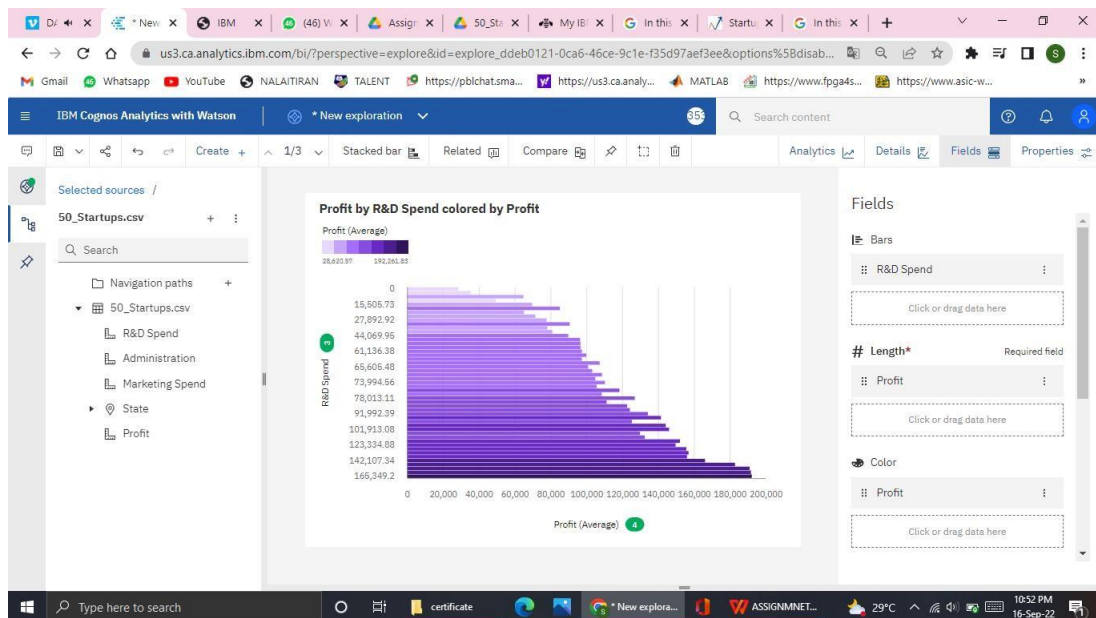 DA
* New
IBM
(46) W
Assign
50_Sta
My IB
In this
Startu
In this
us3.ca.analytics.ibm.com/bi/?perspective=explore&id=explore_ddeb0121-0ca6-46ce-9c1e-f35d97aef3ee&options%5Bdisab...
S
Gmail
Whatsapp
YouTube
NALAITIRAN
TALENT
https://pblchat.sma...
https://us3.ca.analy...
MATLAB
https://www.fpga4s...
https://www.asic-w...
»
IBM Cognos Analytics with Watson
* New exploration
353
Search content
Create +
1/3
Stacked bar
Related
Compare
Analytics
Details
Fields
Properties
Selected sources /
50_Startups.csv
Search
Navigation paths
50_Startups.csv
R&D Spend
Administration
Marketing Spend
State
Profit
Profit by R&D Spend colored by Profit
Profit (Average)
28,620.87 192,261.83
R&D Spend
3
0
15,505.73
27,892.92
44,069.95
61,136.38
65,605.48
73,994.56
78,013.11
91,992.39
101,913.08
123,334.88
142,107.34
165,349.2
0 20,000 40,000 60,000 80,000 100,000 120,000 140,000 160,000 180,000 200,000
Profit (Average) 4
Fields
Bars
R&D Spend
Click or drag data here
# Length* Required field
Profit
Click or drag data here
Color
Profit
Click or drag data here
Type here to search
certificate
* New explora...
ASSIGNMNET...
29°C
10:52 PM
16-Sep-22
1